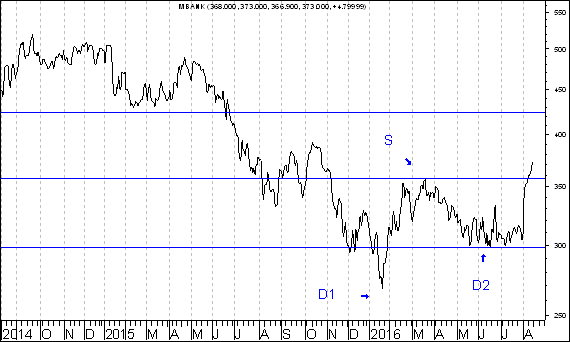 MBANK (368.000, 373.000, 366.900, 373.000, +4.79999)
550
500
450
400
S
350
300
D1
D2
250
2014 O N D 2015 M A M J J A S O N D 2016 M A M J J A